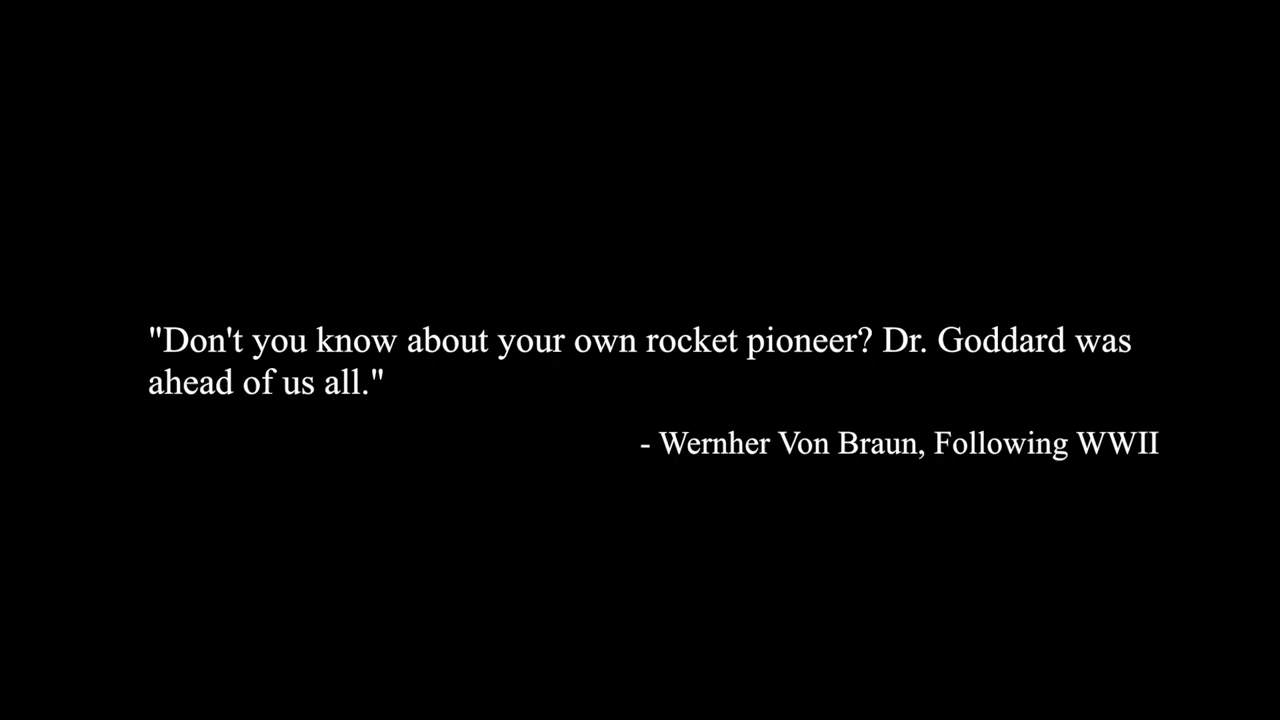 "Don't you know about your own rocket pioneer? Dr. Goddard was
ahead of us all."
- Wernher Von Braun, Following WWII